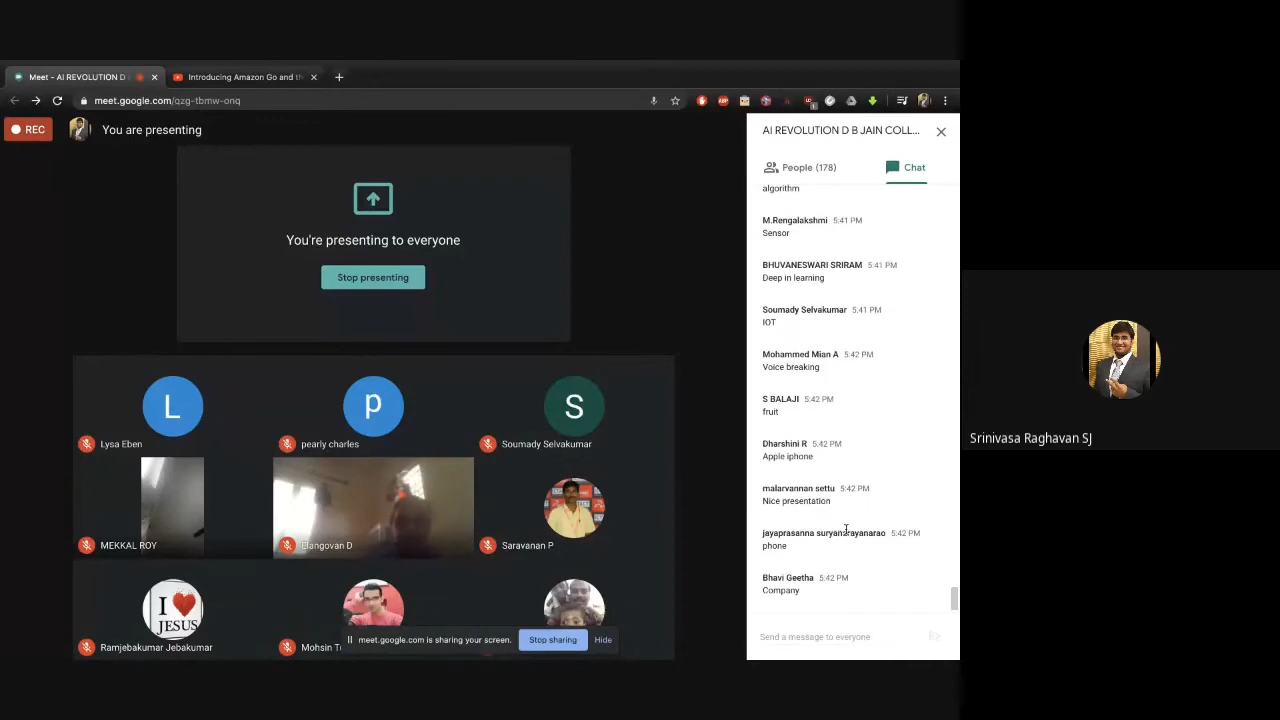 Meet - AI REVOLUTION D
Introducing Amazon Go and th
meet.google.com/qzg-tbmw-onq
REC
You are presenting
You're presenting to everyone
Stop presenting
L
Lysa Eben
p
pearly charles
S
Soumady Selvakumar
MEKKAL ROY
Elangovan D
Saravanan P
I ❤ JESUS
Ramjebakumar Jebakumar
Mohsin T
meet.google.com is sharing your screen.
Stop sharing
Hide
AI REVOLUTION D B JAIN COLL...
People (178)
Chat
algorithm
M.Rengalakshmi 5:41 PM
Sensor
BHUVANESWARI SRIRAM 5:41 PM
Deep in learning
Soumady Selvakumar 5:41 PM
IOT
Mohammed Mian A 5:42 PM
Voice breaking
S BALAJI 5:42 PM
fruit
Dharshini R 5:42 PM
Apple iphone
malarvannan settu 5:42 PM
Nice presentation
jayaprasanna suryanarayanarao 5:42 PM
phone
Bhavi Geetha 5:42 PM
Company
Send a message to everyone
Srinivasa Raghavan SJ